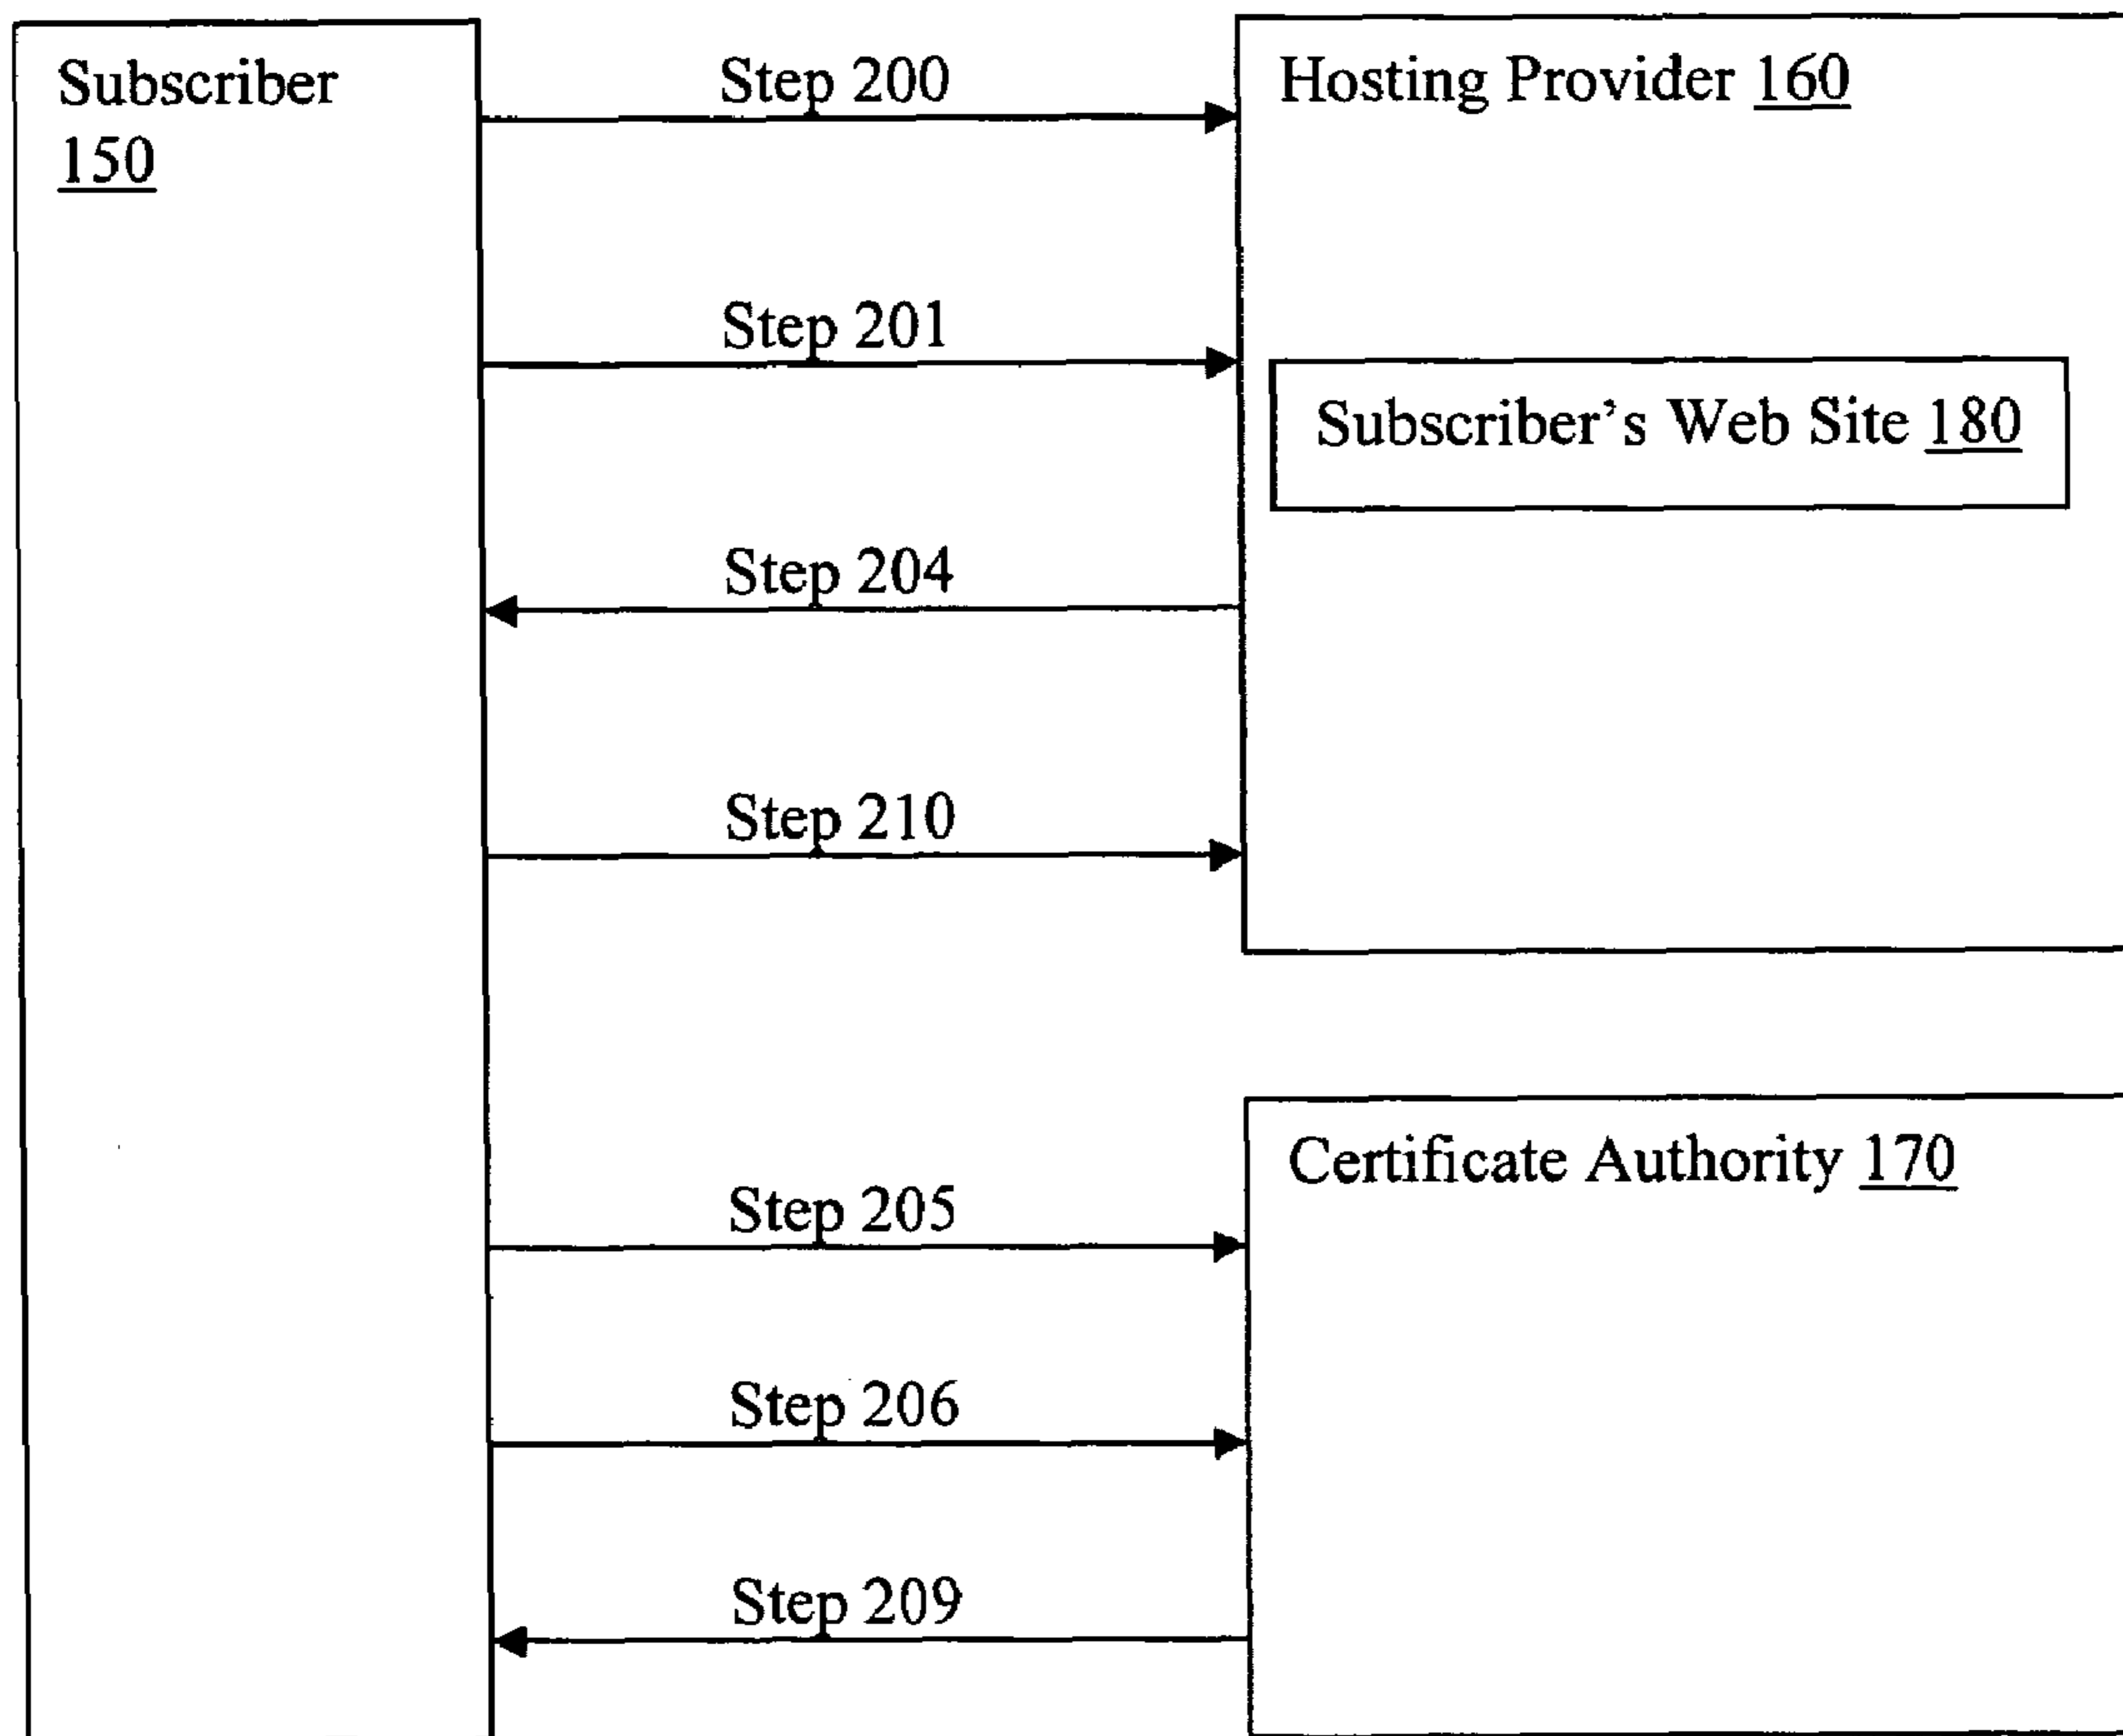 Subscriber
150
Step 200
Hosting Provider 160
Step 201
Subscriber's Web Site 180
Step 204
Step 210
Certificate Authority 170
Step 205
Step 206
Step 209